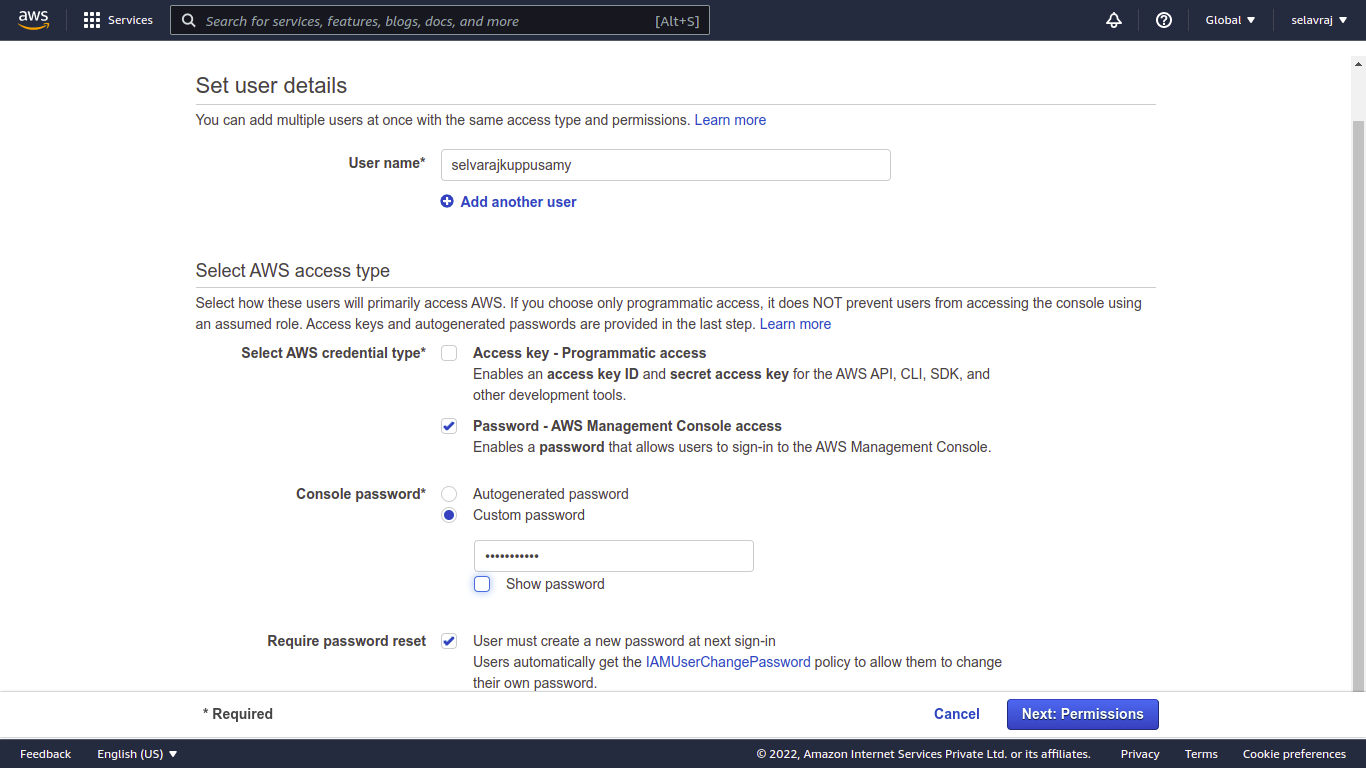 aws
Services
Search for services, features, blogs, docs, and more [Alt+S]
Global
selavraj
Set user details
You can add multiple users at once with the same access type and permissions. Learn more
User name* selvarajkuppusamy
Add another user
Select AWS access type
Select how these users will primarily access AWS. If you choose only programmatic access, it does NOT prevent users from accessing the console using
an assumed role. Access keys and autogenerated passwords are provided in the last step. Learn more
Select AWS credential type* Access key - Programmatic access
Enables an access key ID and secret access key for the AWS API, CLI, SDK, and
other development tools.
Password - AWS Management Console access
Enables a password that allows users to sign-in to the AWS Management Console.
Console password* Autogenerated password
Custom password
•••••••••••
Show password
Require password reset User must create a new password at next sign-in
Users automatically get the IAMUserChangePassword policy to allow them to change
their own password.
* Required
Cancel
Next: Permissions
Feedback
English (US)
© 2022, Amazon Internet Services Private Ltd. or its affiliates.
Privacy
Terms
Cookie preferences